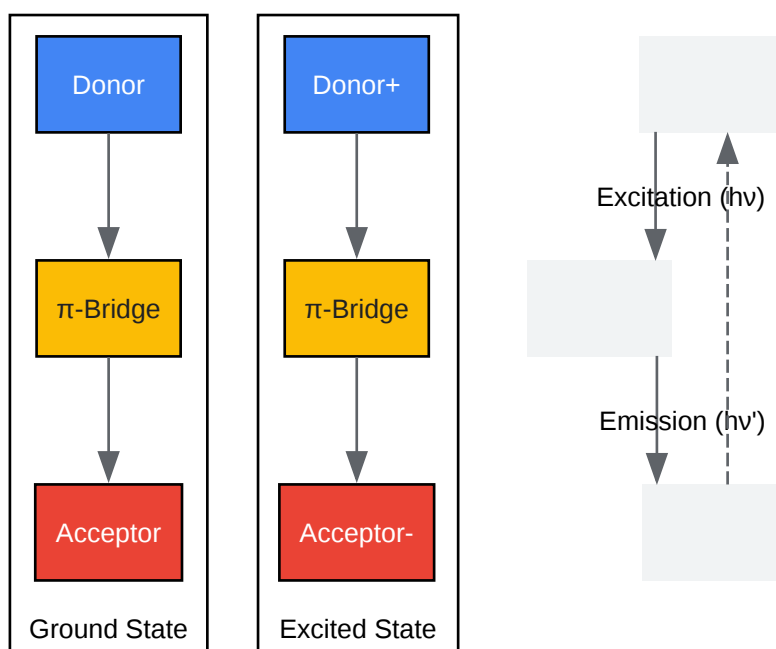 Donor
π-Bridge
Acceptor
Ground State
Donor+
π-Bridge
Acceptor-
Excited State
Excitation (hν)
Emission (hν')